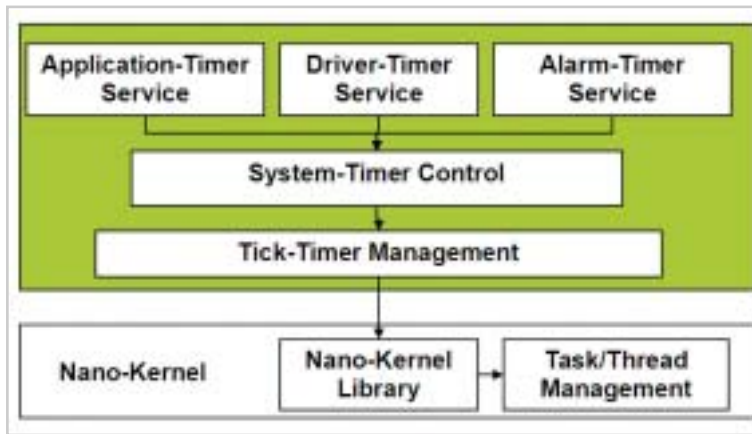 Application-Timer
Service
Driver-Timer
Service
Alarm-Timer
Service
System-Timer Control
Tick-Timer Management
Nano-Kernel
Nano-Kernel
Library
Task/Thread
Management